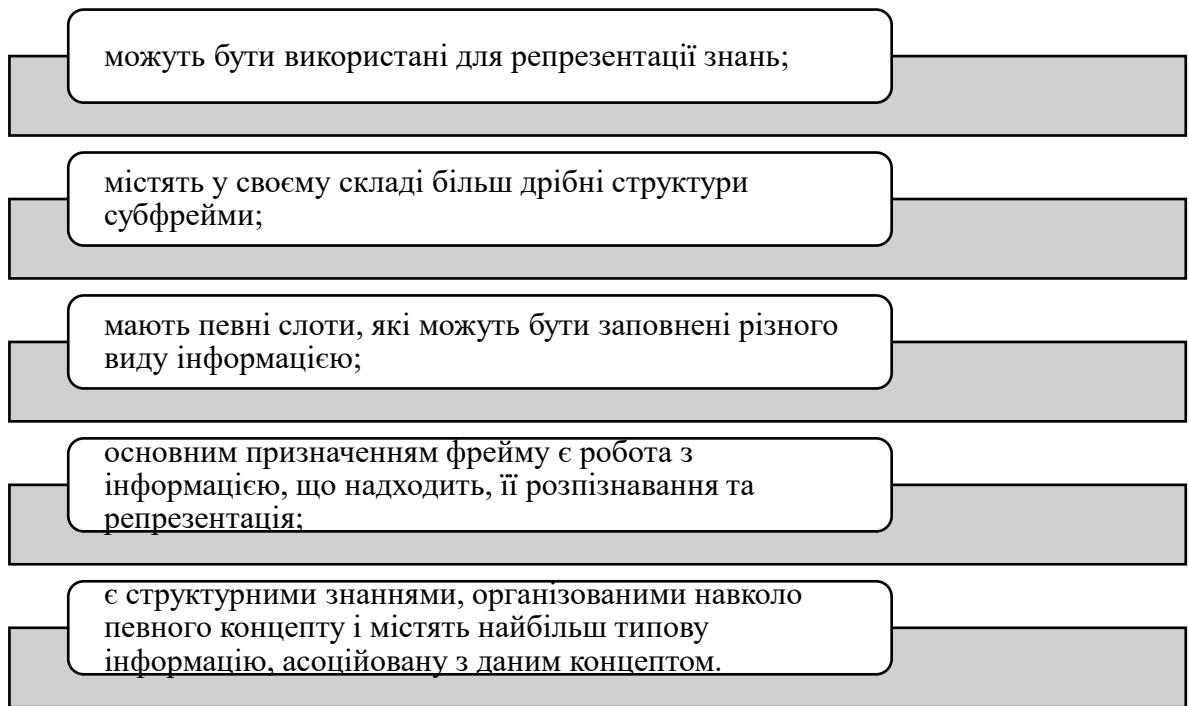 можуть бути використані для репрезентації знань;
містять у своєму складі більш дрібні структури
субфрейми;
мають певні слоти, які можуть бути заповнені різного
виду інформацією;
основним призначенням фрейму є робота з
інформацією, що надходить, її розпізнавання та
репрезентація;
є структурними знаннями, організованими навколо
певного концепту і містять найбільш типову
інформацію, асоційовану з даним концептом.